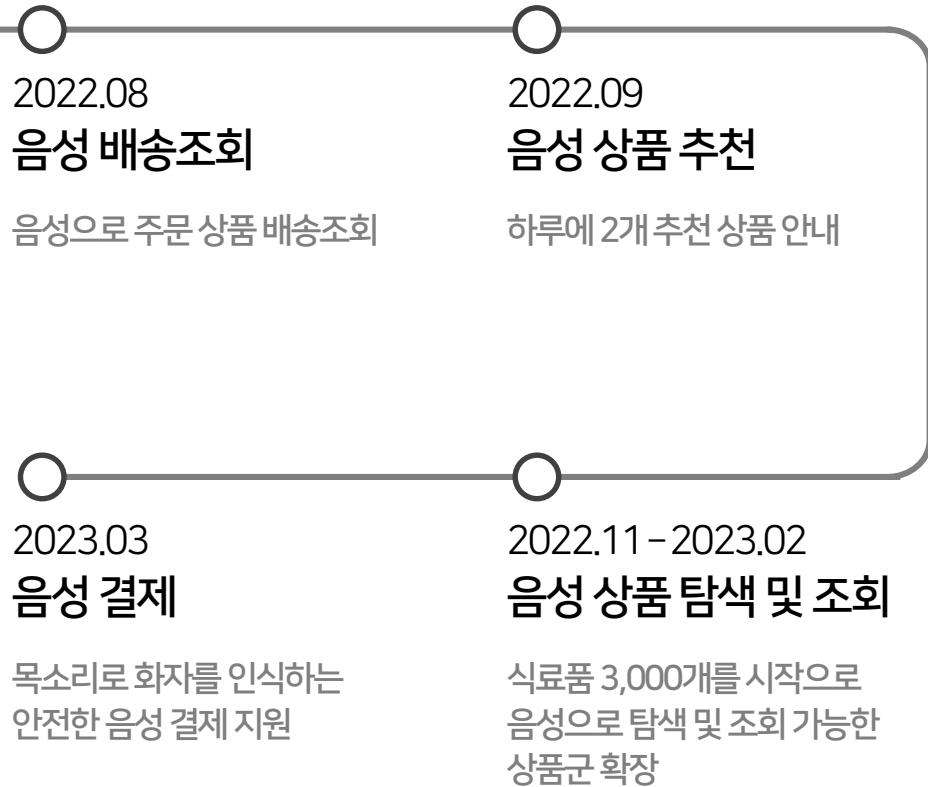 2022.08
음성 배송조회
음성으로 주문 상품 배송조회
2022.09
음성 상품 추천
하루에 2개 추천 상품 안내
2022.11-2023.02
음성 상품 탐색 및 조회
식료품 3,000개를 시작으로
음성으로 탐색 및 조회 가능한
상품군 확장
2023.03
음성 결제
목소리로 화자를 인식하는
안전한 음성 결제 지원